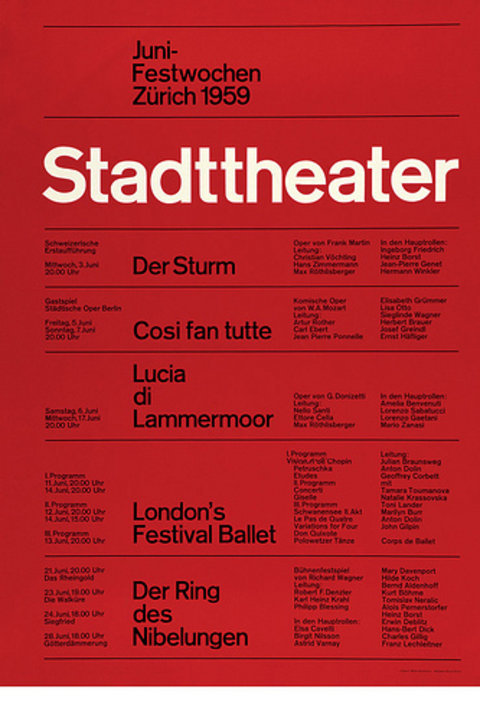 Juni-
Festwochen
Zürich 1959
Stadttheater
Schweizerische
Erstaufführung
Mittwoch, 3. Juni
20.00 Uhr
Der Sturm
Oper von Frank Martin
Leitung:
Christian Vöchting
Hans Zimmermann
Max Röthlisberger
In den Hauptrollen:
Ingeborg Friedrich
Heinz Borst
Jean-Pierre Genet
Hermann Winkler
Gastspiel
Städtische Oper Berlin
Freitag, 5. Juni
Sonntag, 7. Juni
20.00 Uhr
Cosi fan tutte
Komische Oper
von W.A. Mozart
Leitung:
Artur Rother
Carl Ebert
Jean Pierre Ponnelle
Elisabeth Grümmer
Lisa Otto
Sieglinde Wagner
Herbert Brauer
Josef Greindl
Ernst Häfliger
Samstag, 6. Juni
Mittwoch, 17. Juni
20.00 Uhr
Lucia
di
Lammermoor
Oper von G. Donizetti
Leitung:
Nello Santi
Ettore Cella
Max Röthlisberger
In den Hauptrollen:
Amelia Benvenuti
Lorenzo Sabatucci
Lorenzo Gaetani
Mario Zanasi
I. Programm
11. Juni, 20.00 Uhr
14. Juni, 20.00 Uhr
II. Programm
12. Juni, 20.00 Uhr
14. Juni, 15.00 Uhr
III. Programm
13. Juni, 20.00 Uhr
London's
Festival Ballet
I. Programm
Vision of Chopin
Petruschka
Etudes
II. Programm
Concerti
Giselle
III. Programm
Schwanensee II. Akt
Le Pas de Quatre
Variations for Four
Don Quixote
Polowetzer Tänze
Leitung:
Julian Braunsweg
Anton Dolin
Geoffrey Corbett
mit
Tamara Toumanova
Natalie Krassovska
Toni Lander
Marilyn Burr
Anton Dolin
John Gilpin
Corps de Ballet
21. Juni, 20.00 Uhr
Das Rheingold
23. Juni, 19.00 Uhr
Die Walküre
24. Juni, 18.00 Uhr
Siegfried
28. Juni, 18.00 Uhr
Götterdämmerung
Der Ring
des
Nibelungen
Bühnenfestspiel
von Richard Wagner
Leitung:
Robert F. Denzler
Karl Heinz Krahl
Philipp Blessing
In den Hauptrollen:
Elsa Cavelti
Birgit Nilsson
Astrid Varnay
Mary Davenport
Hilde Koch
Bernd Aldenhoff
Kurt Böhme
Tomislav Neralic
Alois Pernerstorfer
Heinz Borst
Erwin Deblitz
Hans-Bert Dick
Charles Gillig
Franz Lechleitner